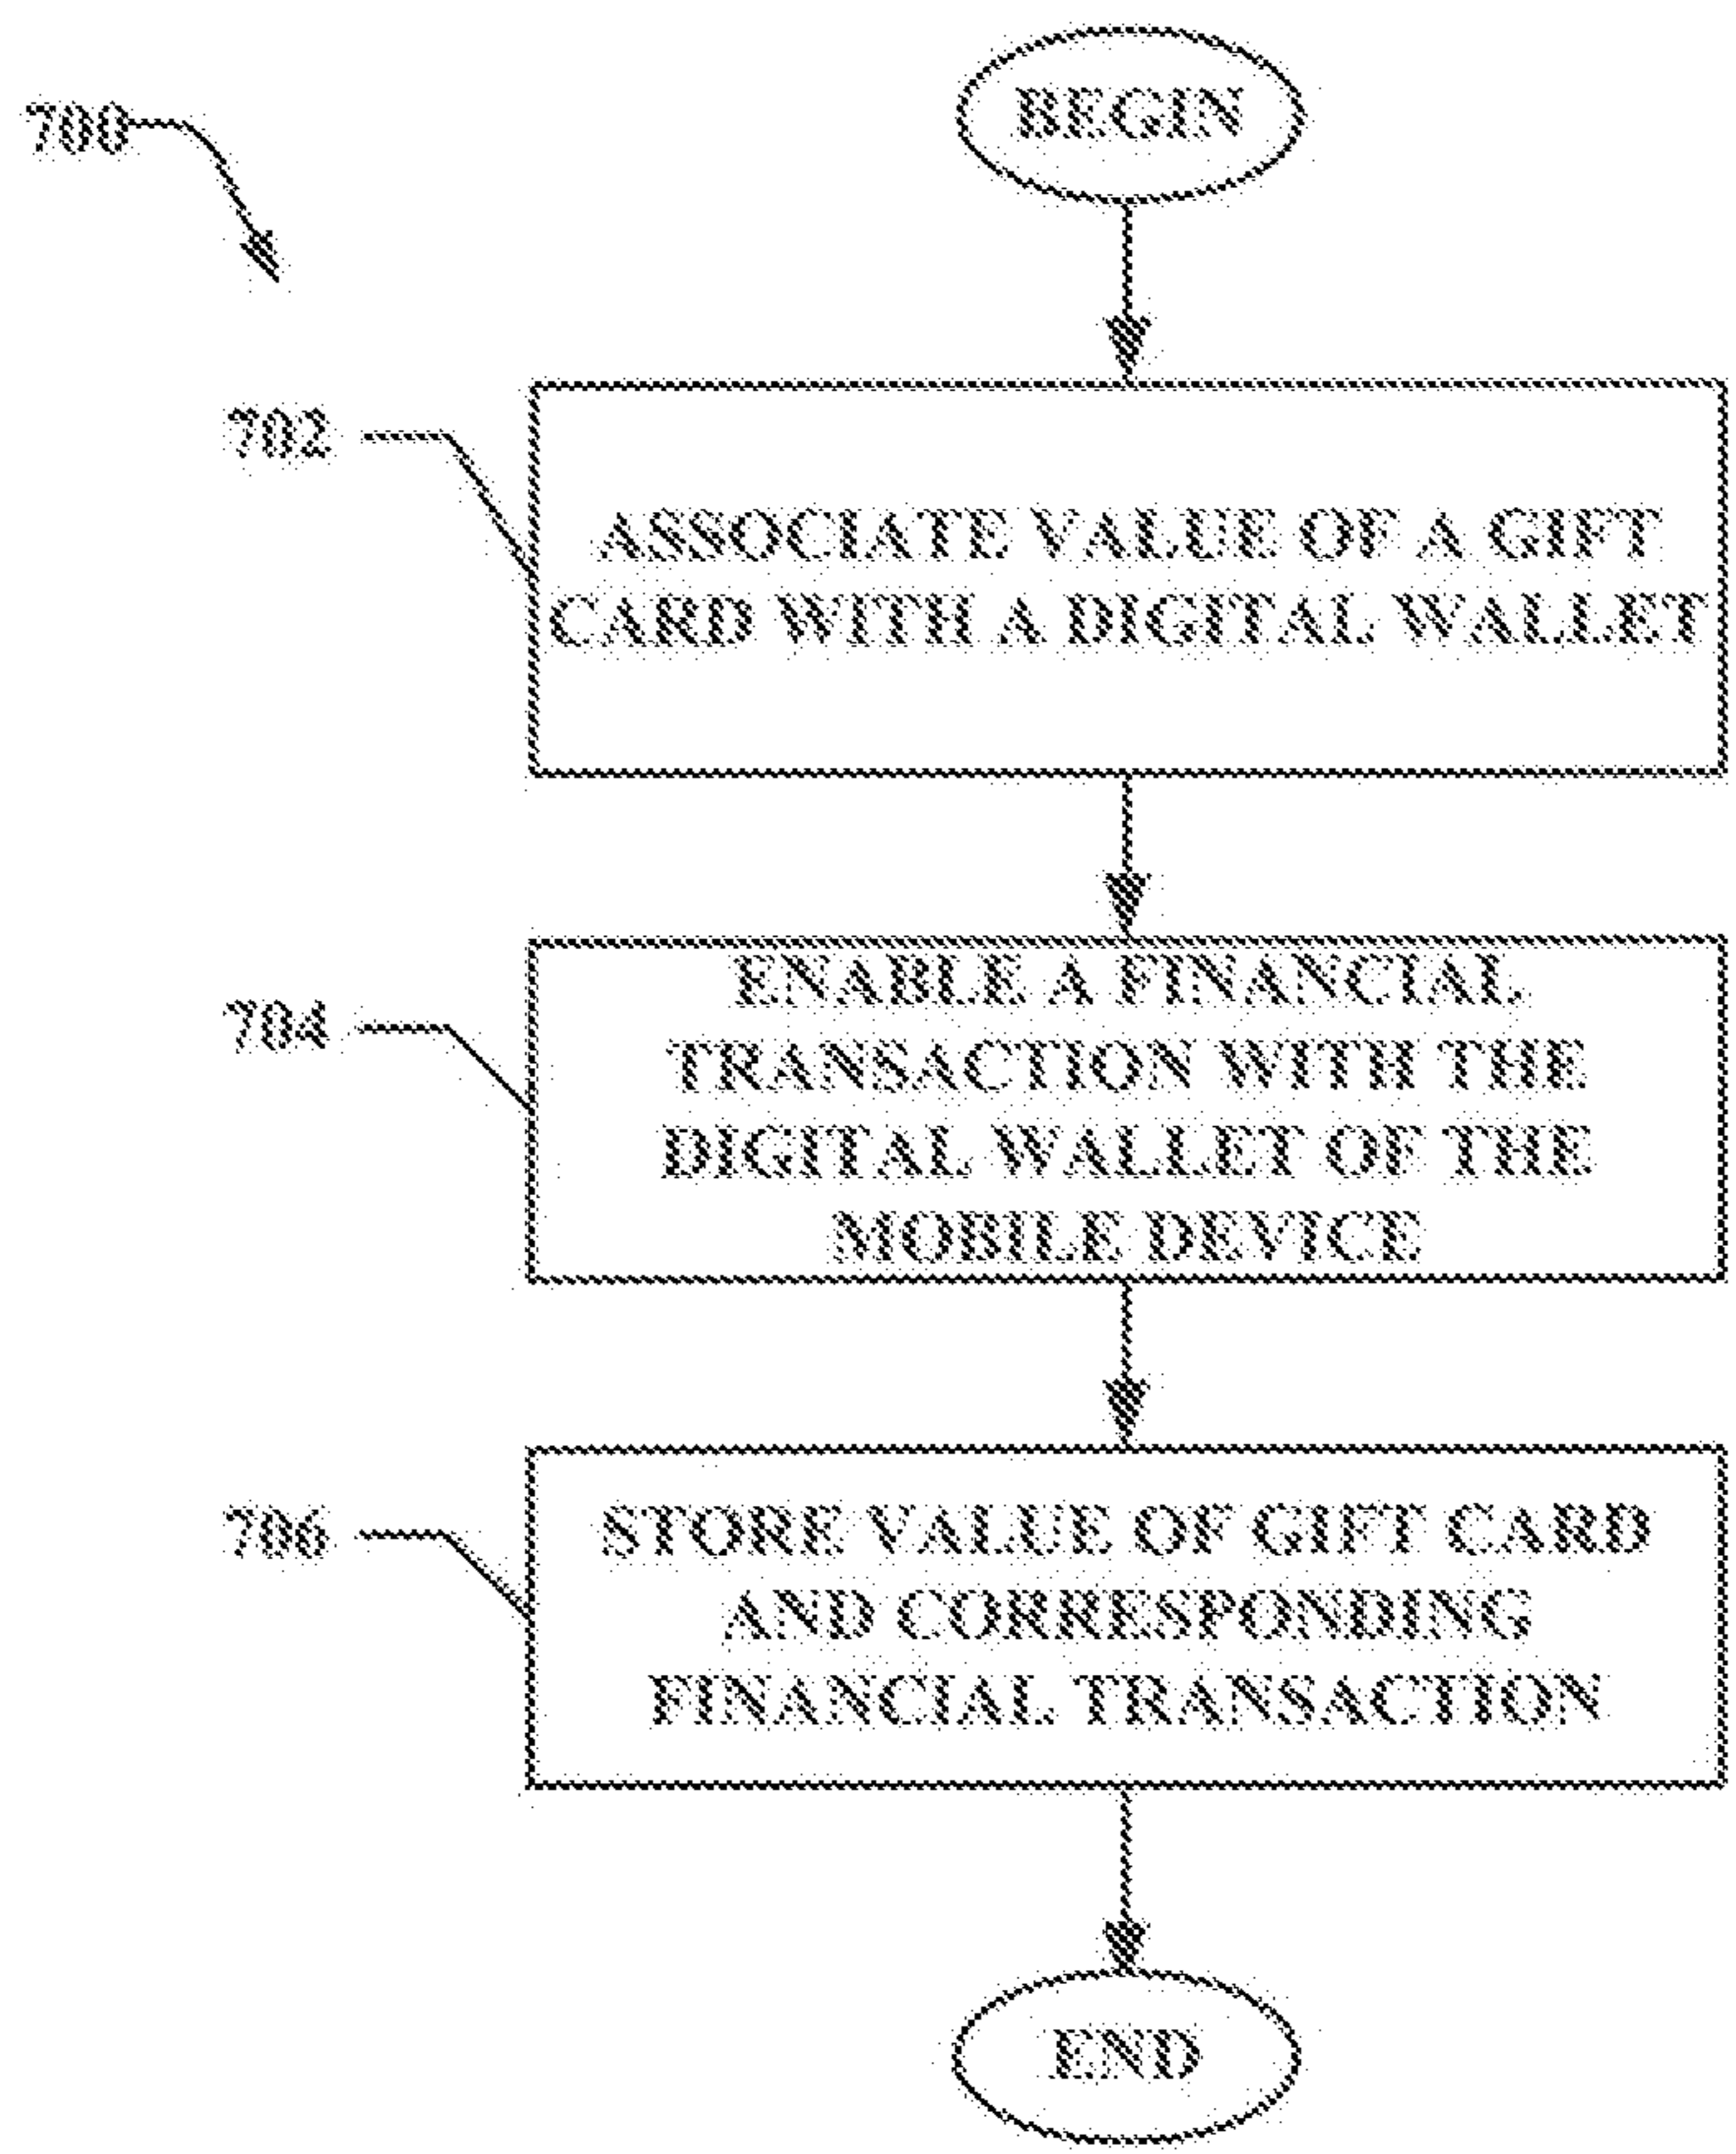 700
BEGIN
702
ASSOCIATE VALUE OF A GIFT
CARD WITH A DIGITAL WALLET
704
ENABLE A FINANCIAL
TRANSACTION WITH THE
DIGITAL WALLET OF THE
MOBILE DEVICE
706
STORE VALUE OF GIFT CARD
AND CORRESPONDING
FINANCIAL TRANSACTION
END